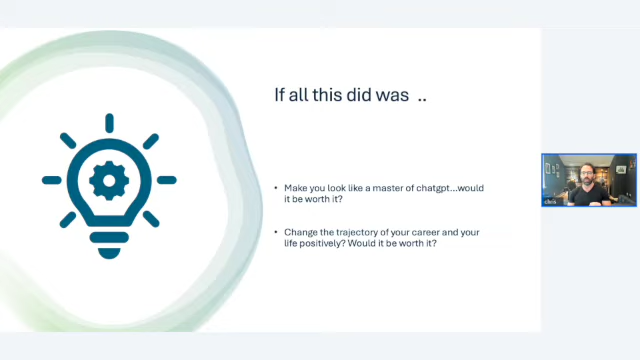 If all this did was ..
• Make you look like a master of chatgpt...would
it be worth it?
• Change the trajectory of your career and your
life positively? Would it be worth it?